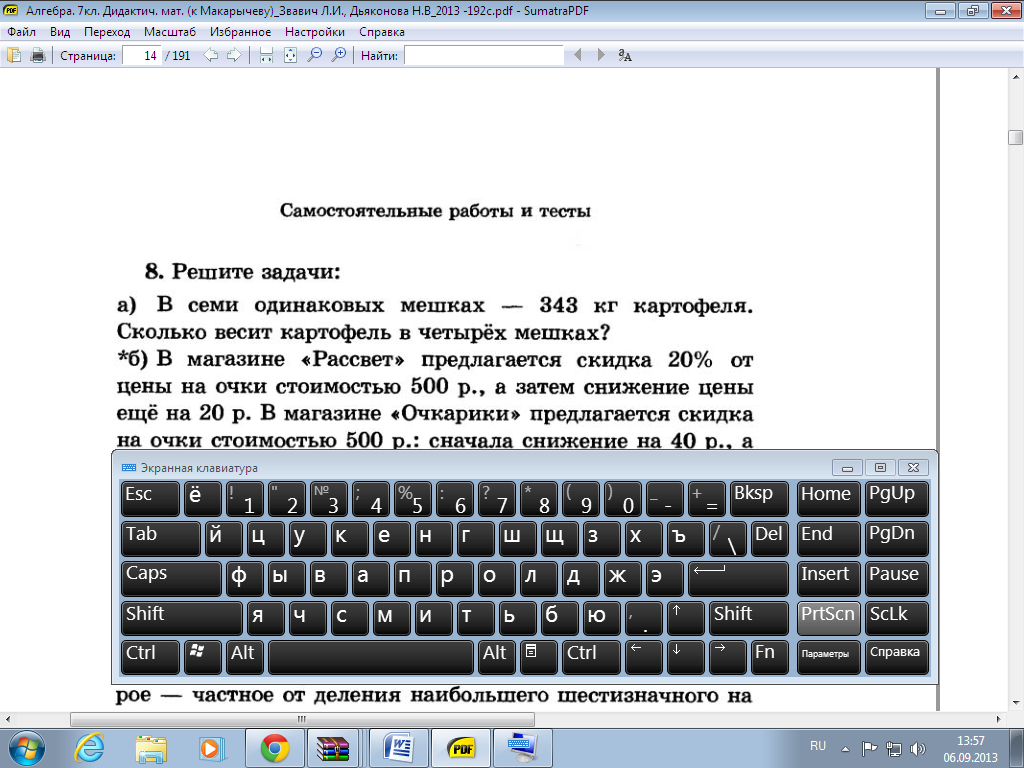 Алгебра. 7кл. Дидактич. мат. (к Макарычеву)_Звавич Л.И., Дьяконова Н.В_2013 -192с.pdf - SumatraPDF
Файл Вид Переход Масштаб Избранное Настройки Справка
Страница: 14 / 191 Найти:
Самостоятельные работы и тесты
8. Решите задачи:
а) В семи одинаковых мешках — 343 кг картофеля.
Сколько весит картофель в четырёх мешках?
*б) В магазине «Рассвет» предлагается скидка 20% от
цены на очки стоимостью 500 р., а затем снижение цены
ещё на 20 р. В магазине «Очкарики» предлагается скидка
на очки стоимостью 500 р.: сначала снижение на 40 р., а
Экранная клавиатура
Esc ё ! 1 " 2 № 3 ; 4 % 5 : 6 ? 7 * 8 ( 9 ) 0 _ - + = Bksp Home PgUp
Tab й ц у к е н г ш щ з х ъ / \ Del End PgDn
Caps ф ы в а п р о л д ж э Insert Pause
Shift я ч с м и т ь б ю , . ↑ Shift PrtScn ScLk
Ctrl Alt Alt Ctrl ← ↓ → Fn Параметры Справка
рое — частное от деления наибольшего шестизначного на
PDF RU 13:57
06.09.2013